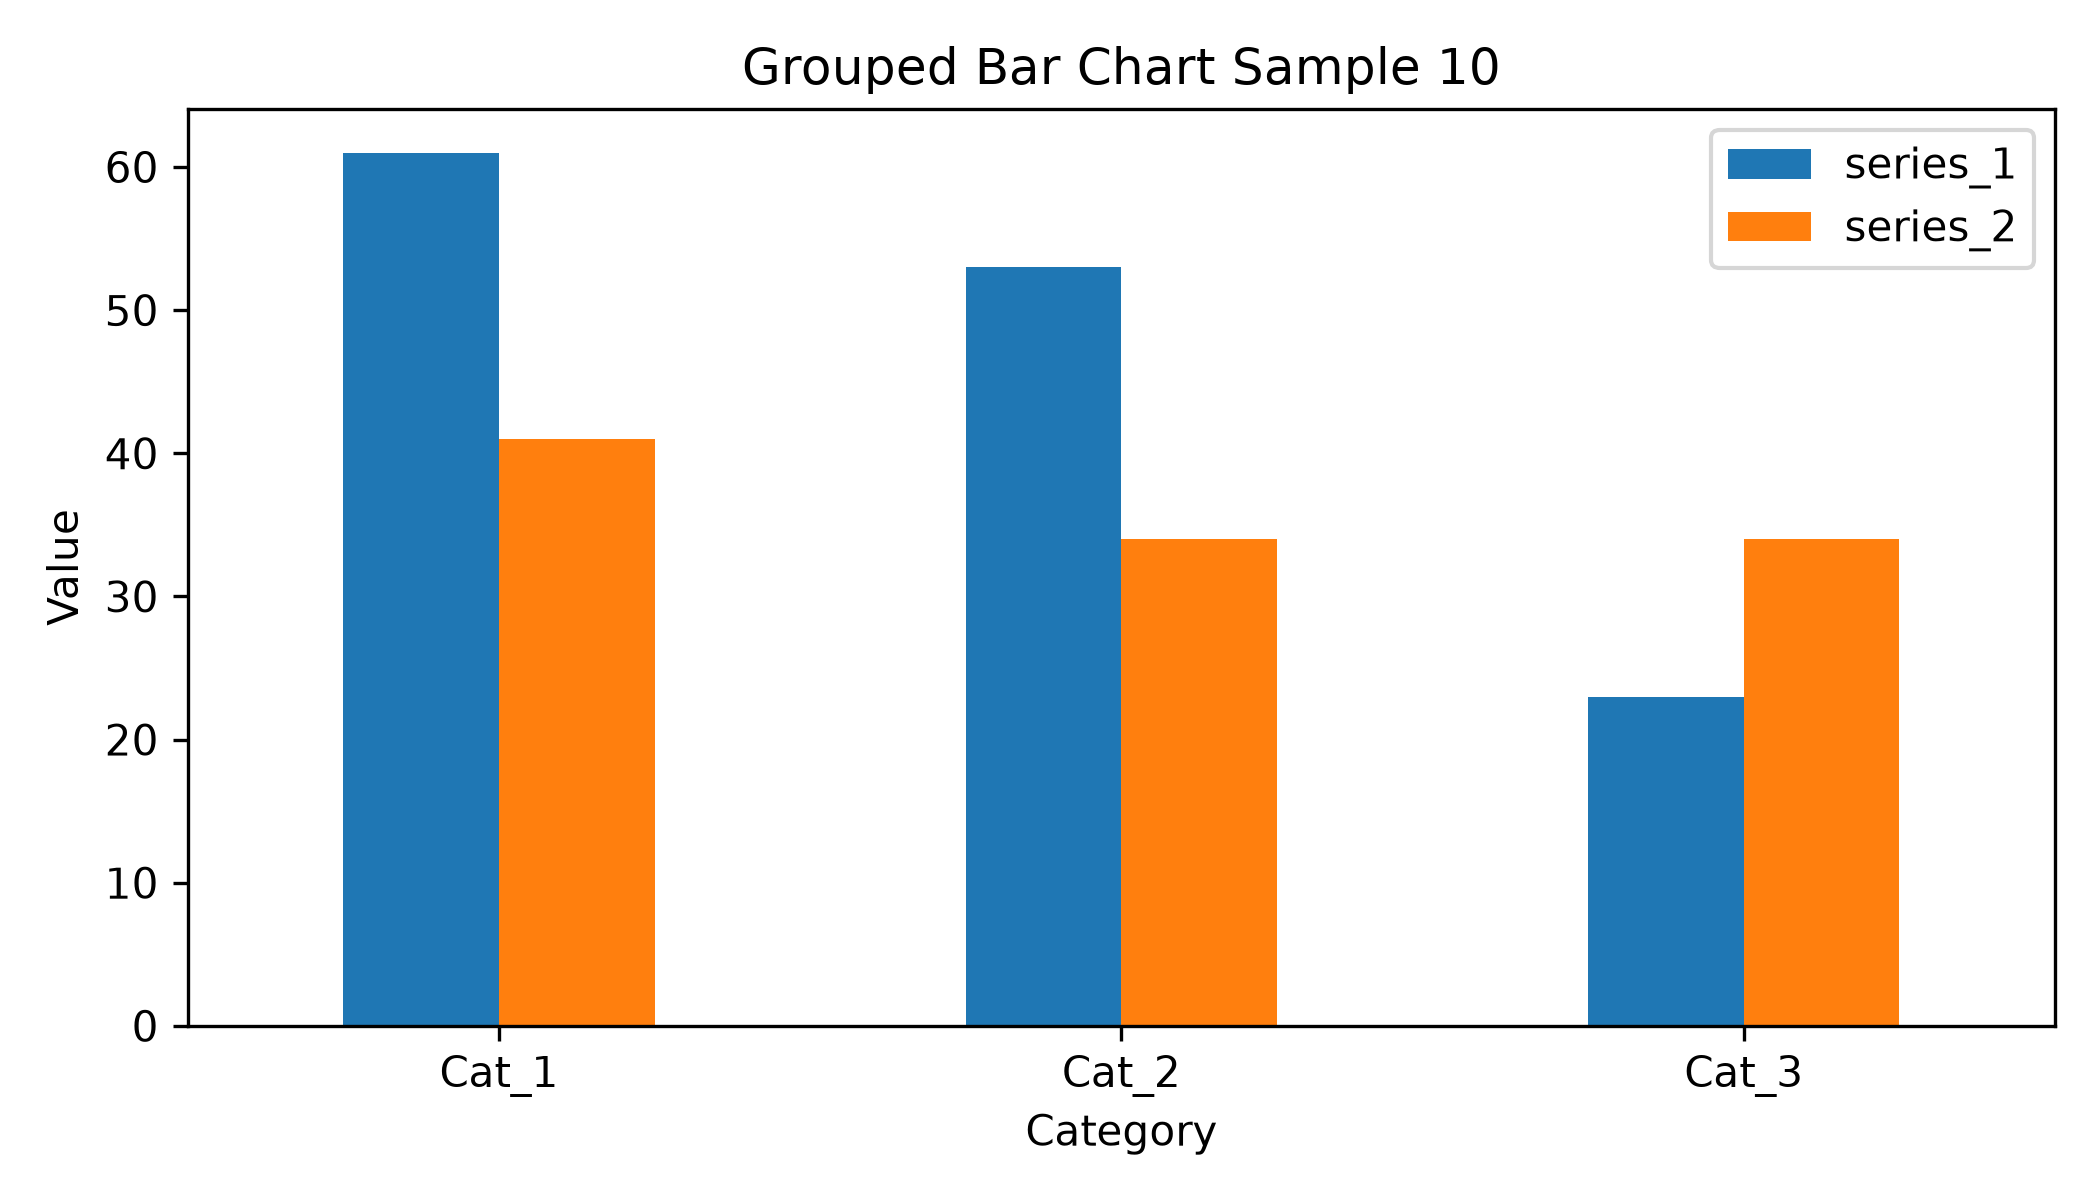 Grouped Bar Chart Sample 10
series_1
series_2
60
50
40
30
20
10
0
Value
Cat_1 Cat_2 Cat_3
Category